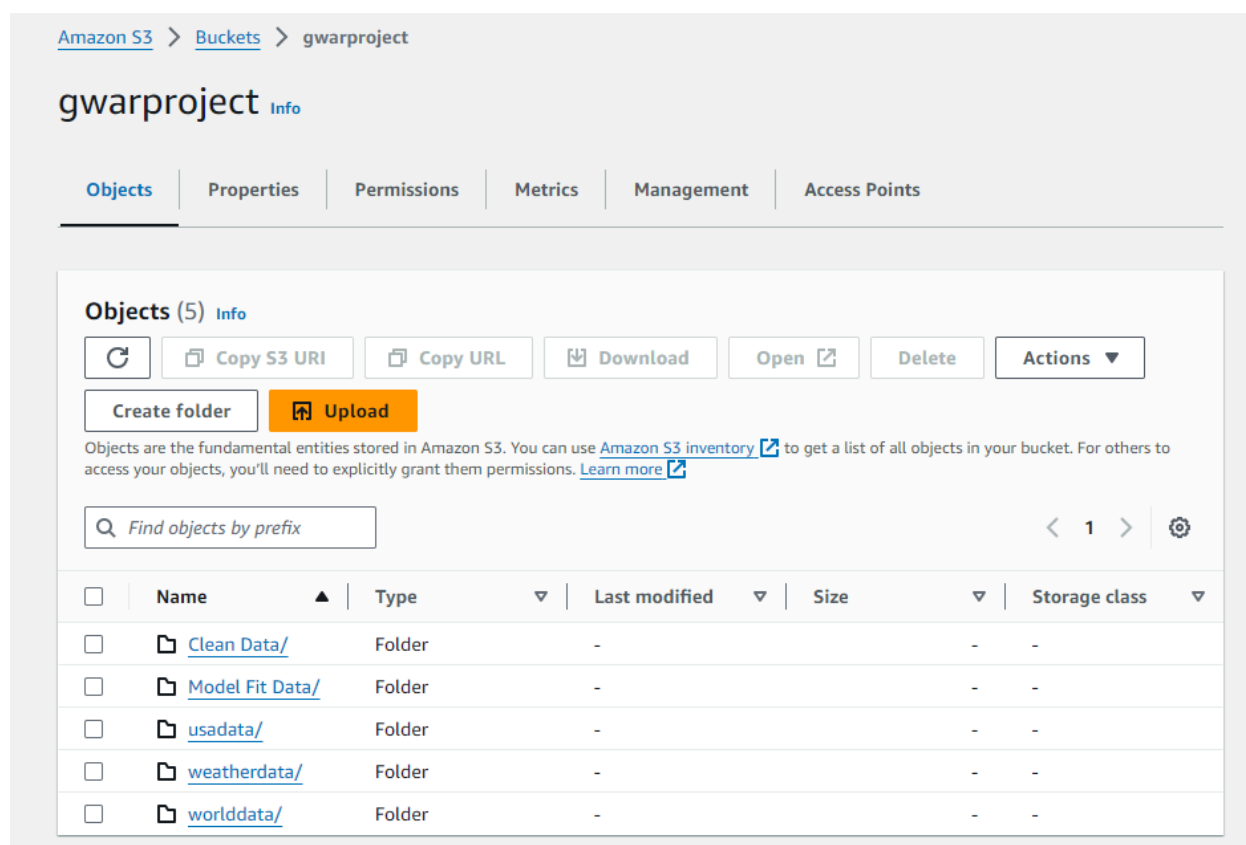 Amazon S3 > Buckets > gwarproject
gwarproject Info
Objects Properties Permissions Metrics Management Access Points
Objects (5) Info
Copy S3 URI Copy URL Download Open Delete Actions
Create folder Upload
Objects are the fundamental entities stored in Amazon S3. You can use Amazon S3 inventory to get a list of all objects in your bucket. For others to
access your objects, you'll need to explicitly grant them permissions. Learn more
Find objects by prefix < 1 >
Name Type Last modified Size Storage class
Clean Data/ Folder - - -
Model Fit Data/ Folder - - -
usadata/ Folder - - -
weatherdata/ Folder - - -
worlddata/ Folder - - -